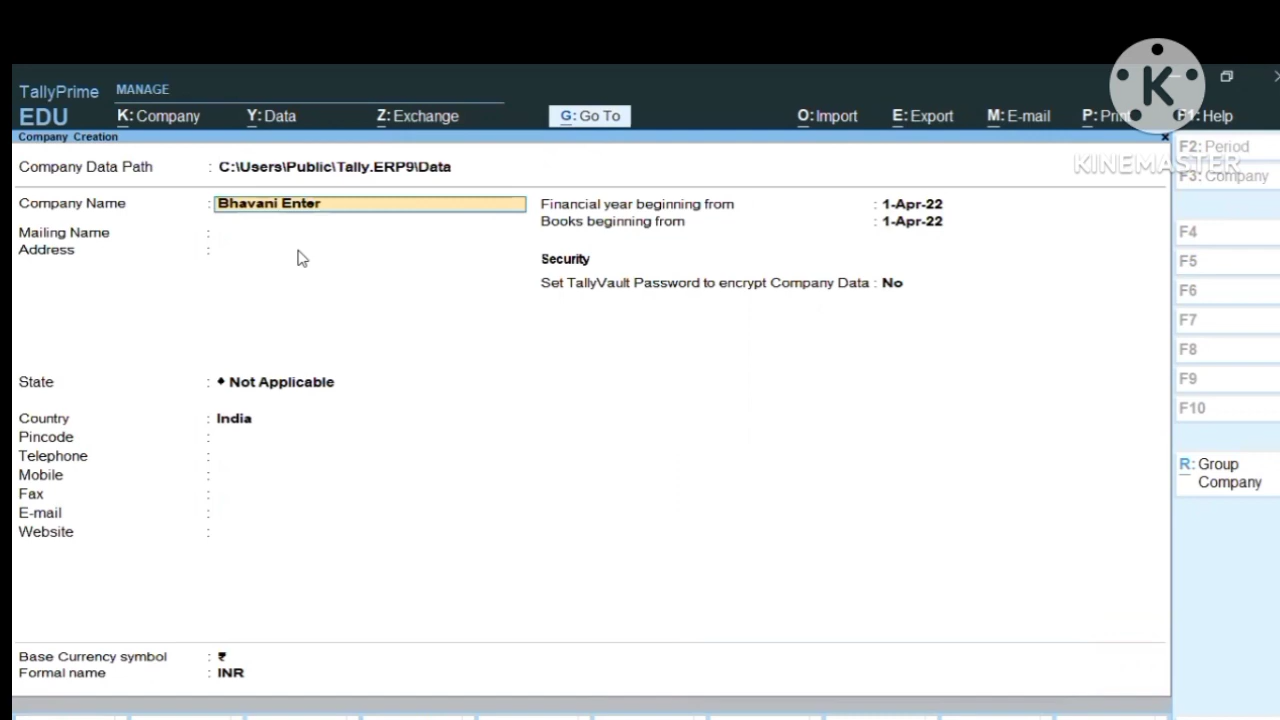 TallyPrime MANAGE
EDU K: Company Y: Data Z: Exchange G: Go To O: Import E: Export M: E-mail P: Print F1: Help
Company Creation
F2: Period
Company Data Path : C:\Users\Public\Tally.ERP9\Data
KINEMASTER
F3: Company
Company Name : Bhavani Enter Financial year beginning from : 1-Apr-22
Books beginning from : 1-Apr-22
Mailing Name :
F4
Address :
Security
F5
Set TallyVault Password to encrypt Company Data : No
F6
F7
F8
State : ♦ Not Applicable
F9
F10
Country : India
Pincode :
Telephone :
R: Group
Company
Mobile :
Fax :
E-mail :
Website :
Base Currency symbol : ₹
Formal name : INR